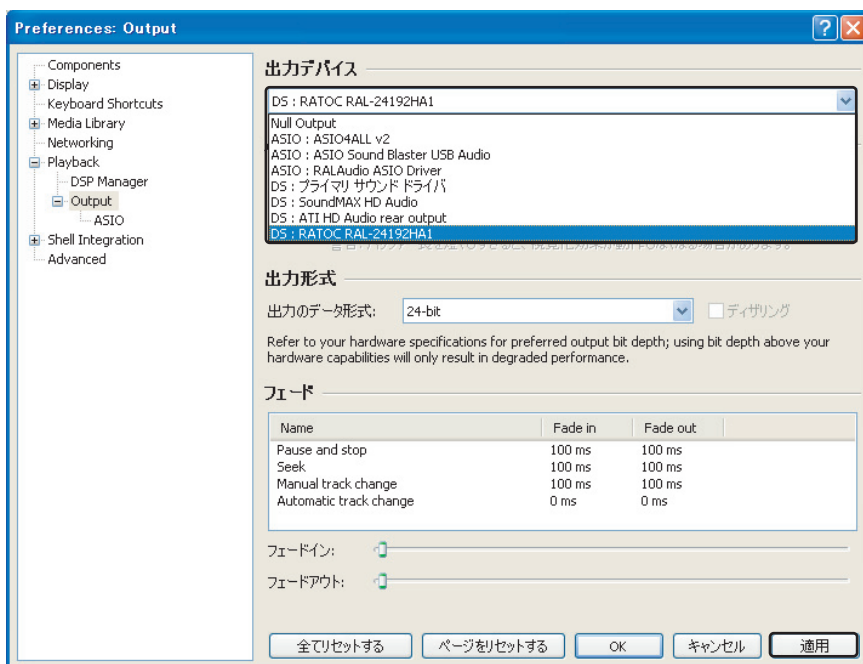 Preferences: Output
Components
Display
Keyboard Shortcuts
Media Library
Networking
Playback
DSP Manager
Output
ASIO
Shell Integration
Advanced
出力デバイス
DS : RATOC RAL-24192HA1
Null Output
ASIO : ASIO4ALL v2
ASIO : ASIO Sound Blaster USB Audio
ASIO : RALAudio ASIO Driver
DS : プライマリ サウンド ドライバ
DS : SoundMAX HD Audio
DS : ATI HD Audio rear output
DS : RATOC RAL-24192HA1
出力形式
出力のデータ形式: 24-bit ディザリング
Refer to your hardware specifications for preferred output bit depth; using bit depth above your
hardware capabilities will only result in degraded performance.
フェード
Name Fade in Fade out
Pause and stop 100 ms 100 ms
Seek 100 ms 100 ms
Manual track change 100 ms 100 ms
Automatic track change 0 ms 0 ms
フェードイン:
フェードアウト:
全てリセットする ページをリセットする OK キャンセル 適用